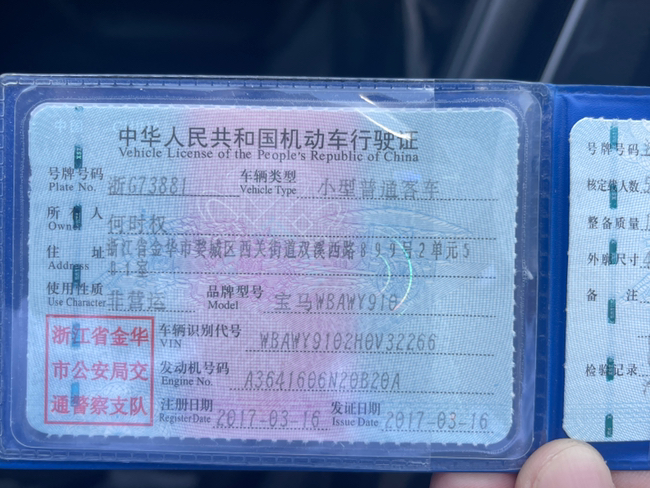 中华人民共和国机动车行驶证
Vehicle License of the People's Republic of China
号牌号码 Plate No. 浙G73881 车辆类型 Vehicle Type 小型普通客车
所有人 Owner 何时权
住址 Address 浙江省金华市婺城区西关街道双溪西路899号2单元5
01室
使用性质 Use Character 非营运 品牌型号 Model 宝马WBAWY910
浙江省金华
市公安局交
通警察支队
车辆识别代号 VIN WBAWY9102H0V32266
发动机号码 Engine No. A3641606N20B20A
注册日期 Register Date 2017-03-16 发证日期 Issue Date 2017-03-16
号牌号码
核定载人数
整备质量
外廓尺寸
备注
检验记录